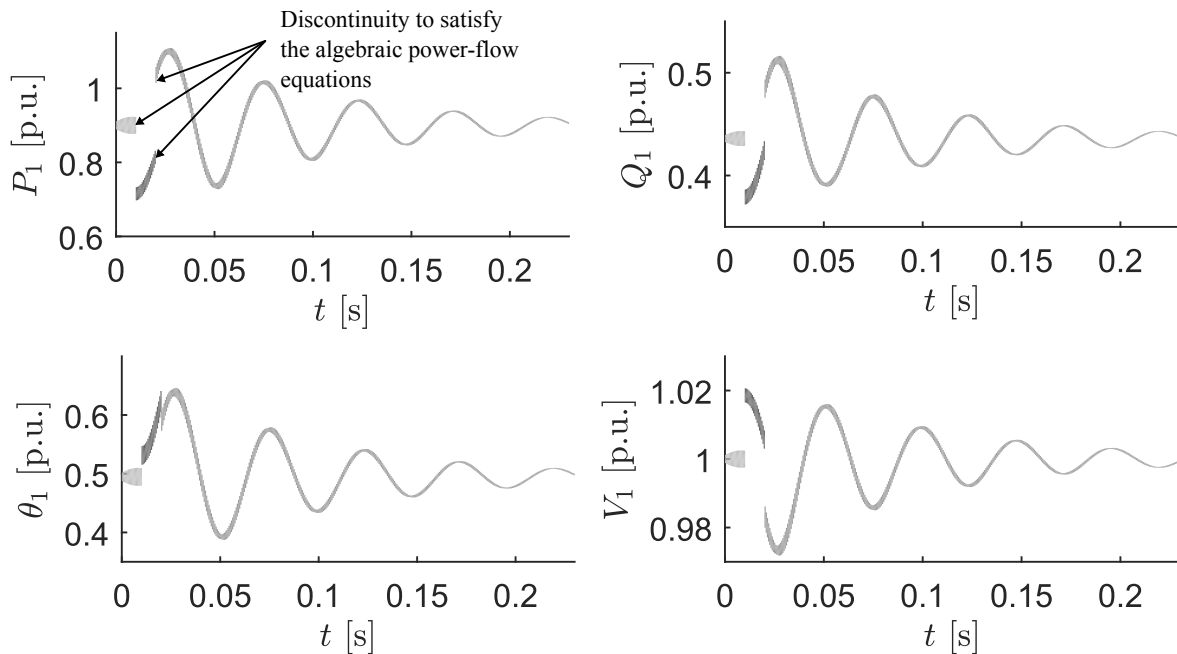 Discontinuity to satisfy
the algebraic power-flow
equations
P₁ [p.u.]
1
0.8
0.6
0 0.05 0.1 0.15 0.2
t [s]
Q₁ [p.u.]
0.5
0.4
0 0.05 0.1 0.15 0.2
t [s]
θ₁ [p.u.]
0.6
0.5
0.4
0 0.05 0.1 0.15 0.2
t [s]
V₁ [p.u.]
1.02
1
0.98
0 0.05 0.1 0.15 0.2
t [s]